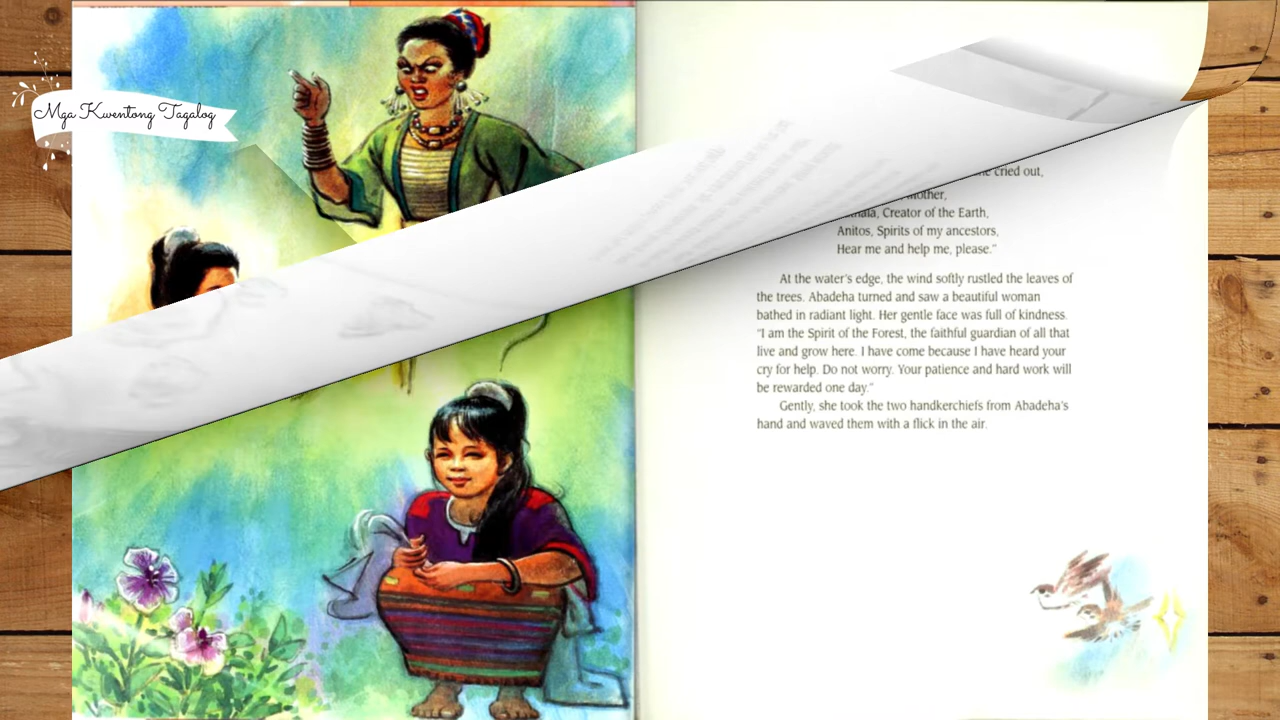 Mga Kwentong Tagalog
cried out,
Mother,
Creator of the Earth,
Anitos, Spirits of my ancestors,
Hear me and help me, please.”
At the water’s edge, the wind softly rustled the leaves of
the trees. Abadeha turned and saw a beautiful woman
bathed in radiant light. Her gentle face was full of kindness.
“I am the Spirit of the Forest, the faithful guardian of all that
live and grow here. I have come because I have heard your
cry for help. Do not worry. Your patience and hard work will
be rewarded one day.”
Gently, she took the two handkerchiefs from Abadeha’s
hand and waved them with a flick in the air.